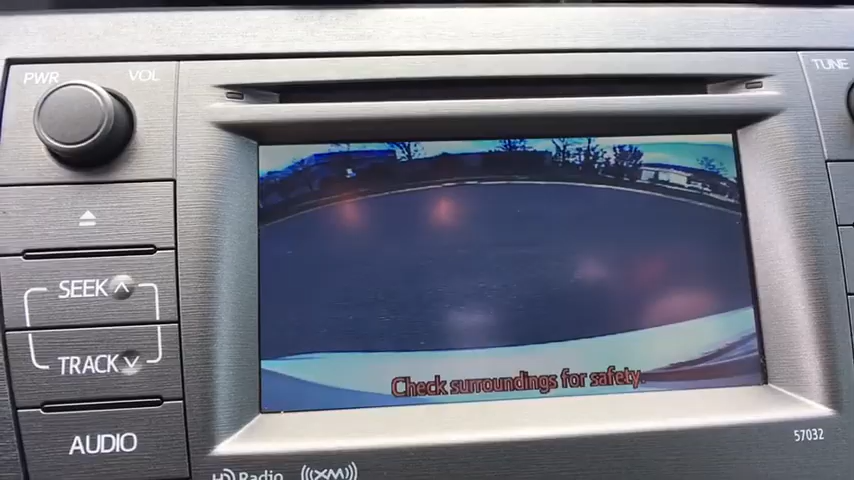 PWR VOL
TUNE
SEEK
TRACK
AUDIO
Check surroundings for safety
57032
HD Radio
XM